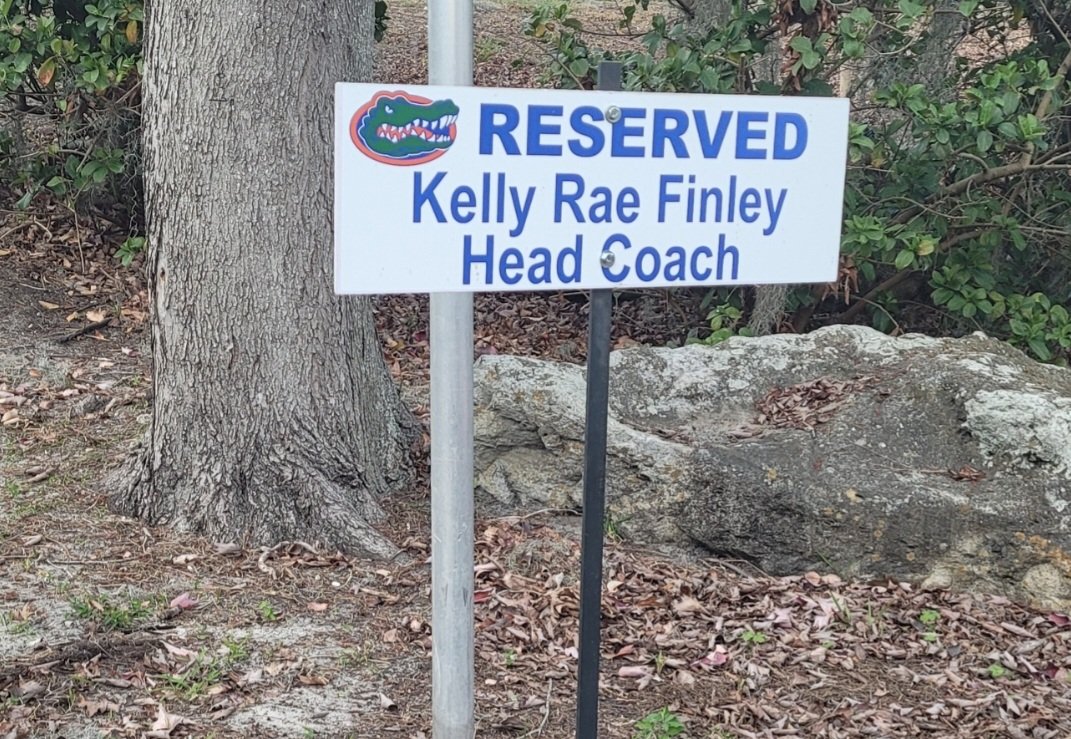 RESERVED
Kelly Rae Finley
Head Coach